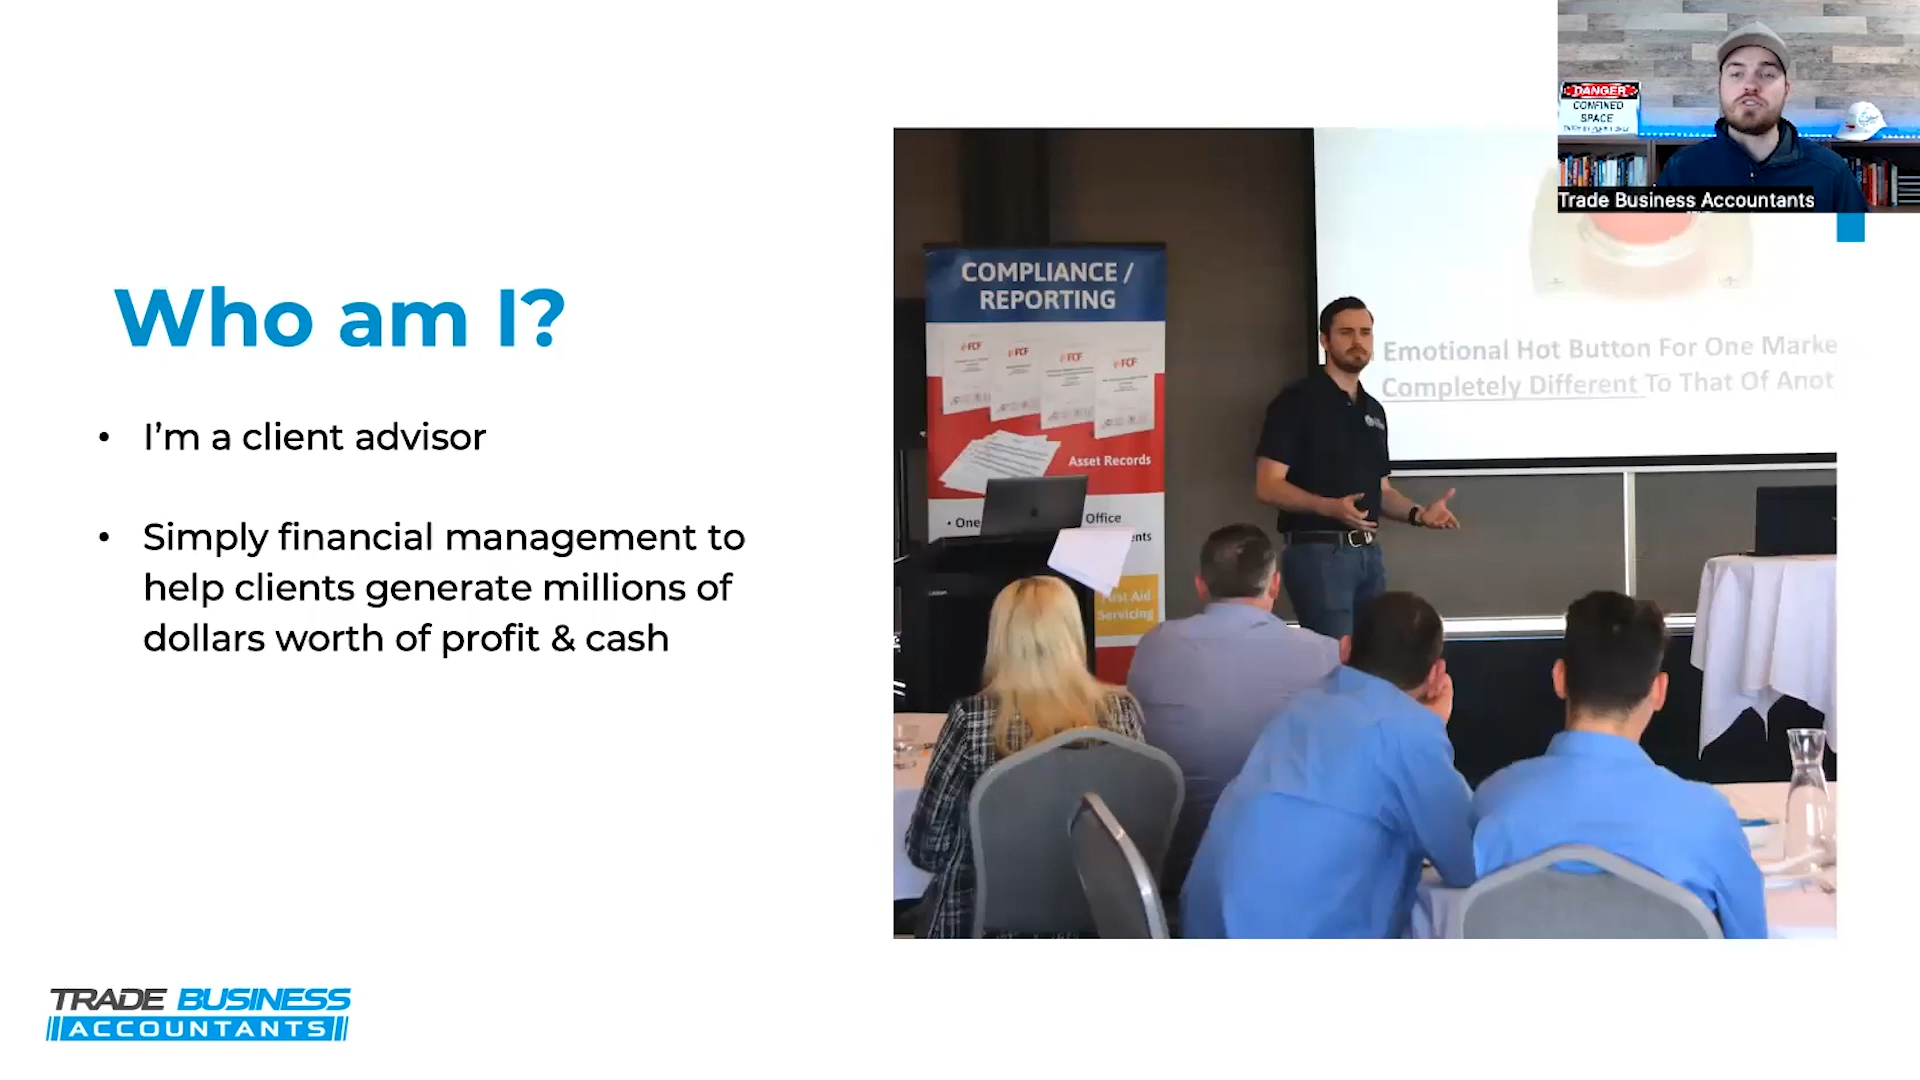 DANGER
CONFINED
SPACE
Trade Business Accountants
Who am I?
• I'm a client advisor
• Simply financial management to
help clients generate millions of
dollars worth of profit & cash
COMPLIANCE /
REPORTING
FCF
FCF
FCF
FCF
Asset Records
• One
Office
ents
First Aid
Servicing
Emotional Hot Button For One Marke
Completely Different To That Of Anot
TRADE BUSINESS
ACCOUNTANTS